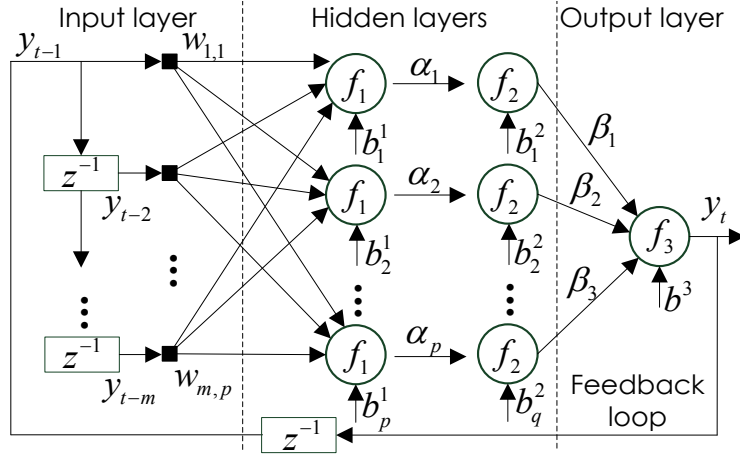 Input layer Hidden layers Output layer
y_{t−1} w_{1,1} f_1 α_1 f_2
b_1^1 b_1^2 β_1
z^{−1} y_{t−2} f_1 α_2 f_2 β_2
b_2^1 b_2^2 f_3 y_t
β_3 b^3
z^{−1} y_{t−m} w_{m,p} f_1 α_p f_2
b_p^1 b_q^2
Feedback
loop
z^{−1}